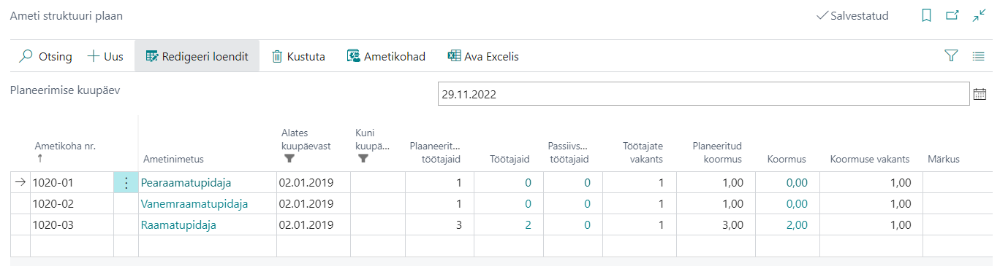 Ameti struktuuri plaan
Salvestatud
Otsing Uus Redigeeri loendit Kustuta Ametikohad Ava Excelis
Planeerimise kuupäev 29.11.2022
Ametikoha nr. Ametinimetus Alates kuupäevast Kuni kuupä... Plaaneerit... töötajaid Töötajaid Passiivs... töötajaid Töötajate vakants Planeeritud koormus Koormus Koormuse vakants Märkus
1020-01 Pearaamatupidaja 02.01.2019 1 0 0 1 1,00 0,00 1,00
1020-02 Vanemraamatupidaja 02.01.2019 1 0 0 1 1,00 0,00 1,00
1020-03 Raamatupidaja 02.01.2019 3 2 0 1 3,00 2,00 1,00